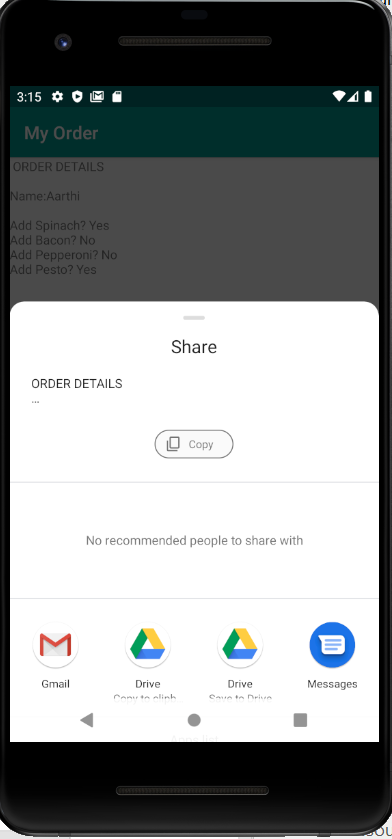 3:15
My Order
ORDER DETAILS
Name:Aarthi
Add Spinach? Yes
Add Bacon? No
Add Pepperoni? No
Add Pesto? Yes
Share
ORDER DETAILS
...
Copy
No recommended people to share with
Gmail Drive Drive Messages
Copy to clipb Save to Drive
Apps list